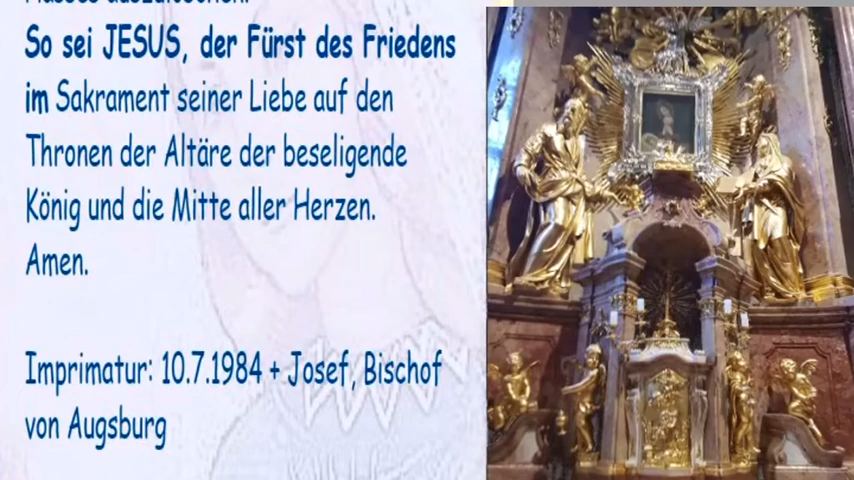 So sei JESUS, der Fürst des Friedens
im Sakrament seiner Liebe auf den
Thronen der Altäre der beseligende
König und die Mitte aller Herzen.
Amen.
Imprimatur: 10.7.1984 + Josef, Bischof
von Augsburg